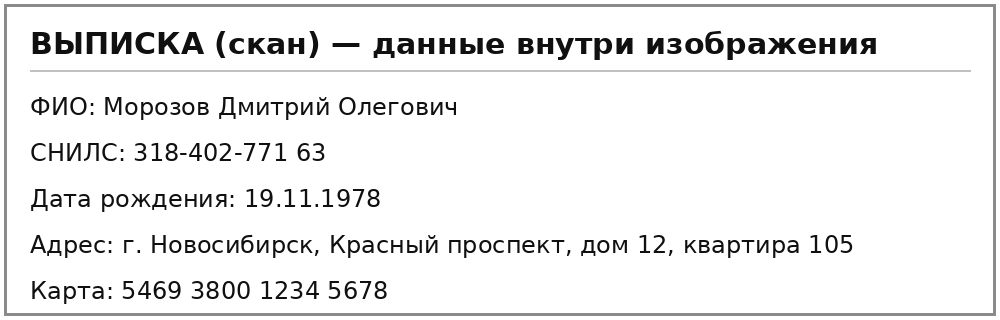 ВЫПИСКА (скан) — данные внутри изображения
ФИО: Морозов Дмитрий Олегович
СНИЛС: 318-402-771 63
Дата рождения: 19.11.1978
Адрес: г. Новосибирск, Красный проспект, дом 12, квартира 105
Карта: 5469 3800 1234 5678